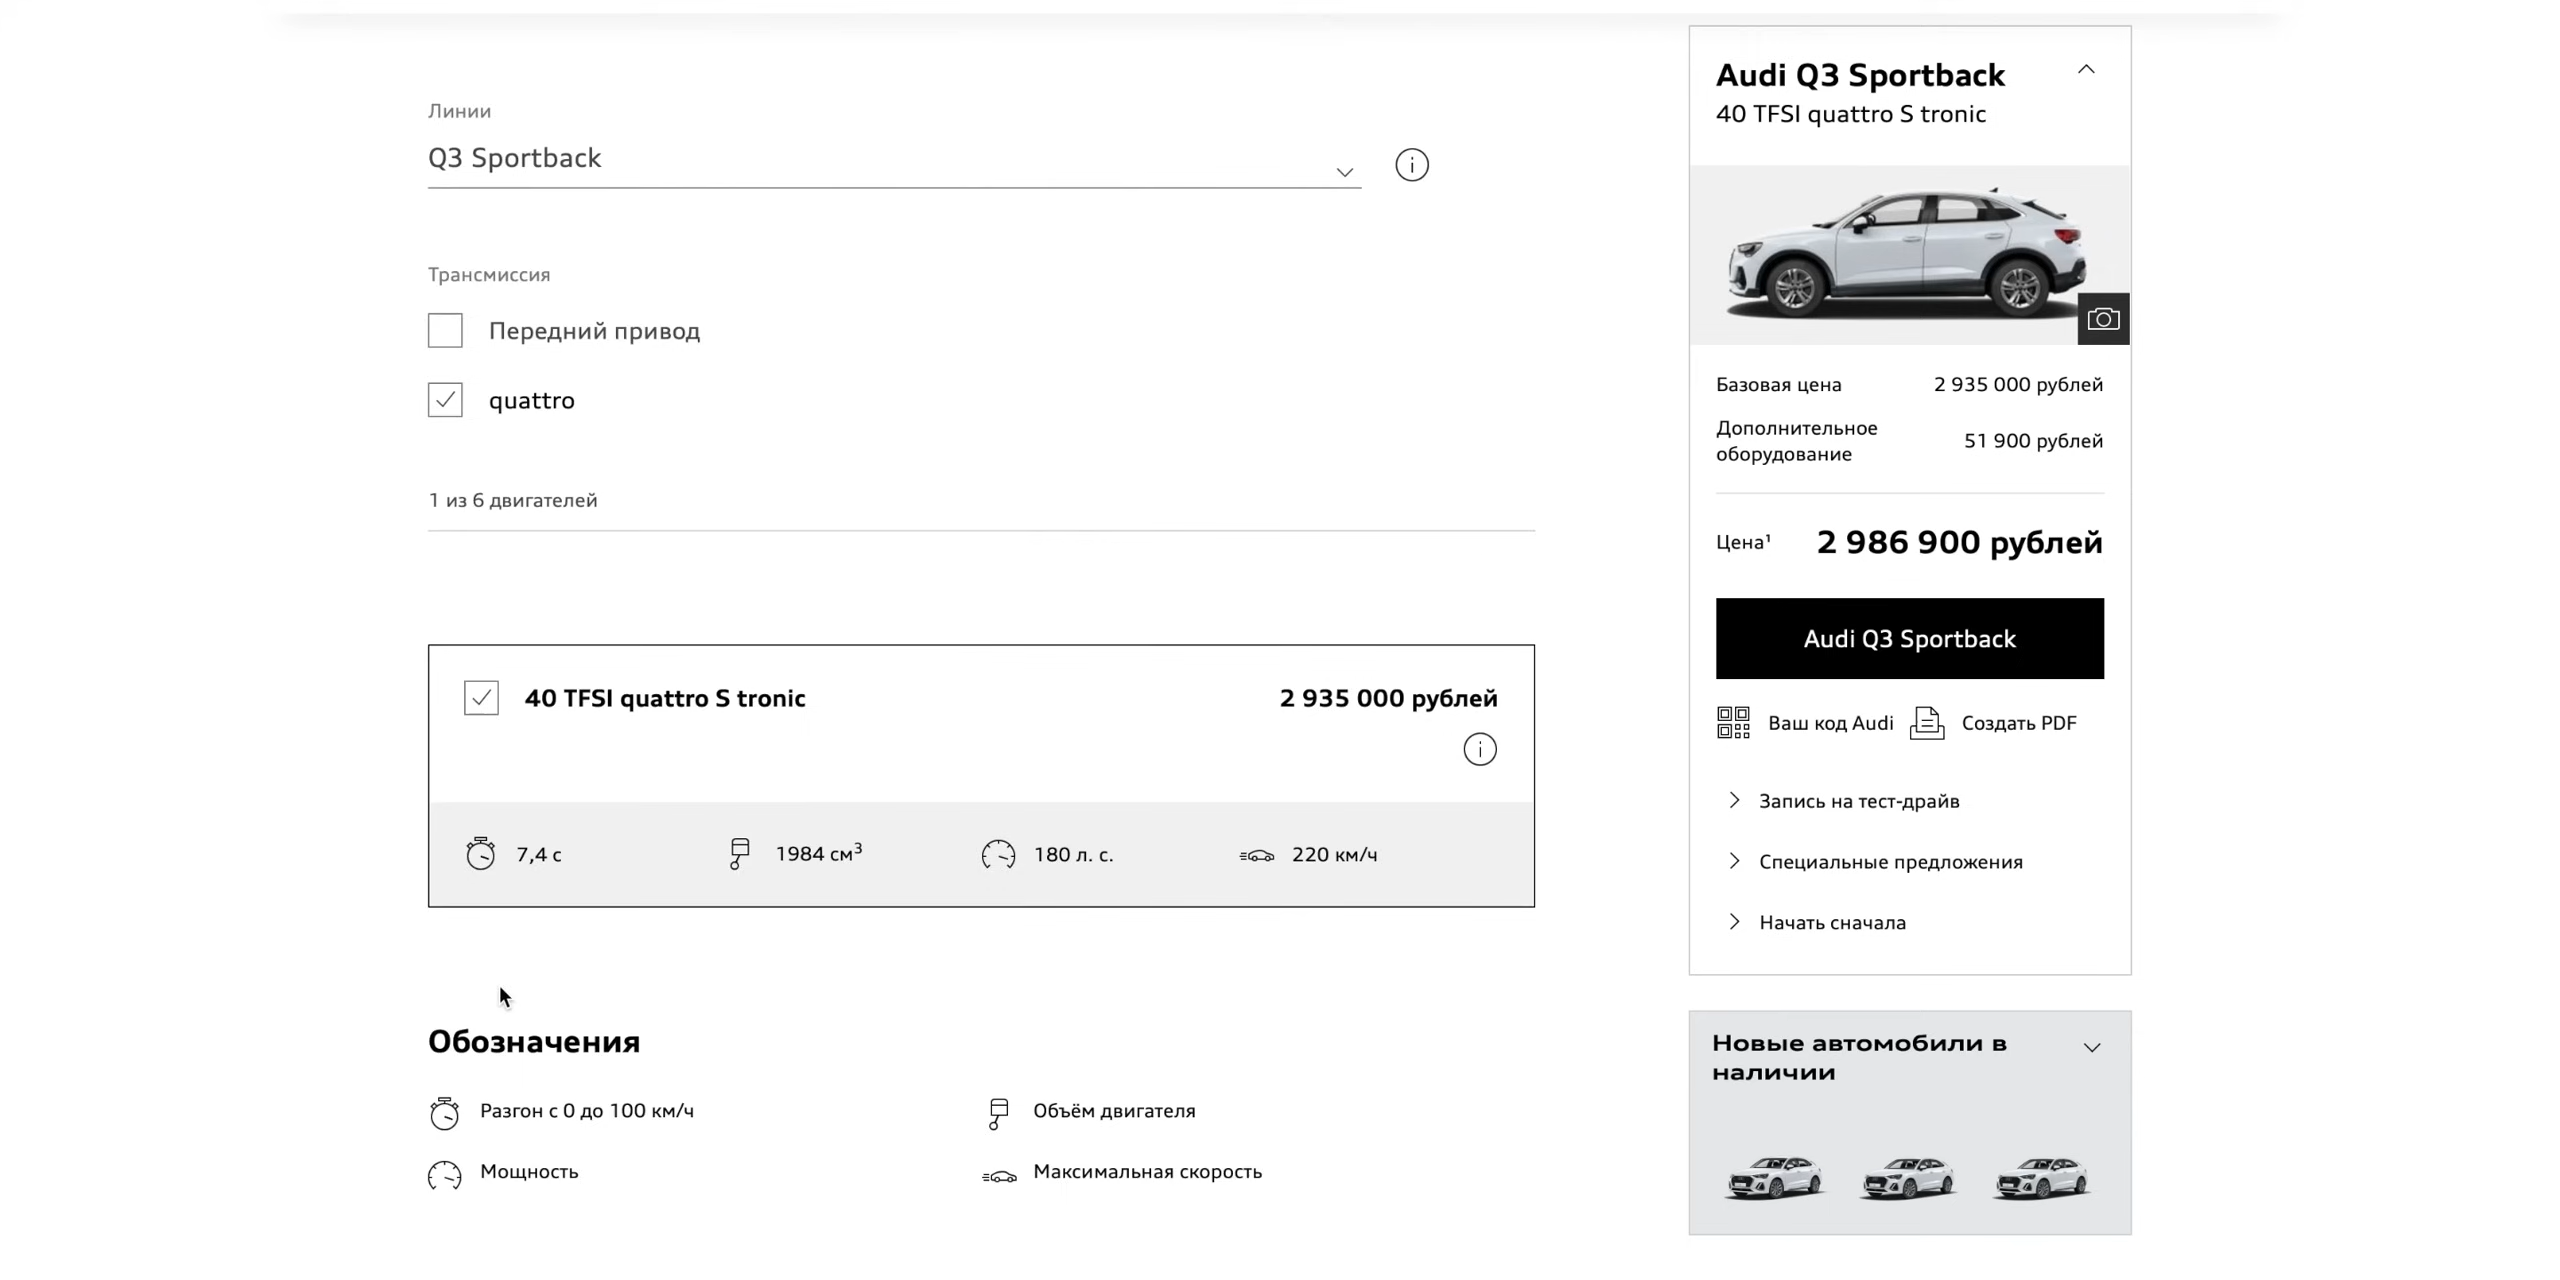 Линии
Q3 Sportback
Трансмиссия
Передний привод
quattro
1 из 6 двигателей
40 TFSI quattro S tronic
2 935 000 рублей
7,4 с
1984 см³
180 л. с.
220 км/ч
Обозначения
Разгон с 0 до 100 км/ч
Объём двигателя
Мощность
Максимальная скорость
Audi Q3 Sportback
40 TFSI quattro S tronic
Базовая цена 2 935 000 рублей
Дополнительное
оборудование
51 900 рублей
Цена¹ 2 986 900 рублей
Audi Q3 Sportback
Ваш код Audi
Создать PDF
Запись на тест-драйв
Специальные предложения
Начать сначала
Новые автомобили в
наличии